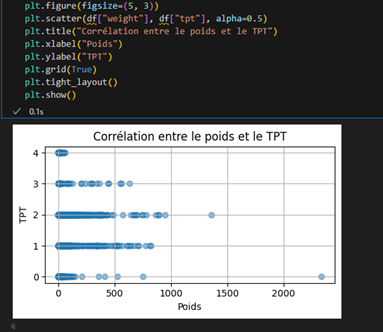 plt.figure(figsize=(5, 3))
plt.scatter(df["weight"], df["tpt"], alpha=0.5)
plt.title("Corrélation entre le poids et le TPT")
plt.xlabel("Poids")
plt.ylabel("TPT")
plt.grid(True)
plt.tight_layout()
plt.show()
0.1s
Corrélation entre le poids et le TPT
4
3
TPT
2
1
0
0 500 1000 1500 2000
Poids